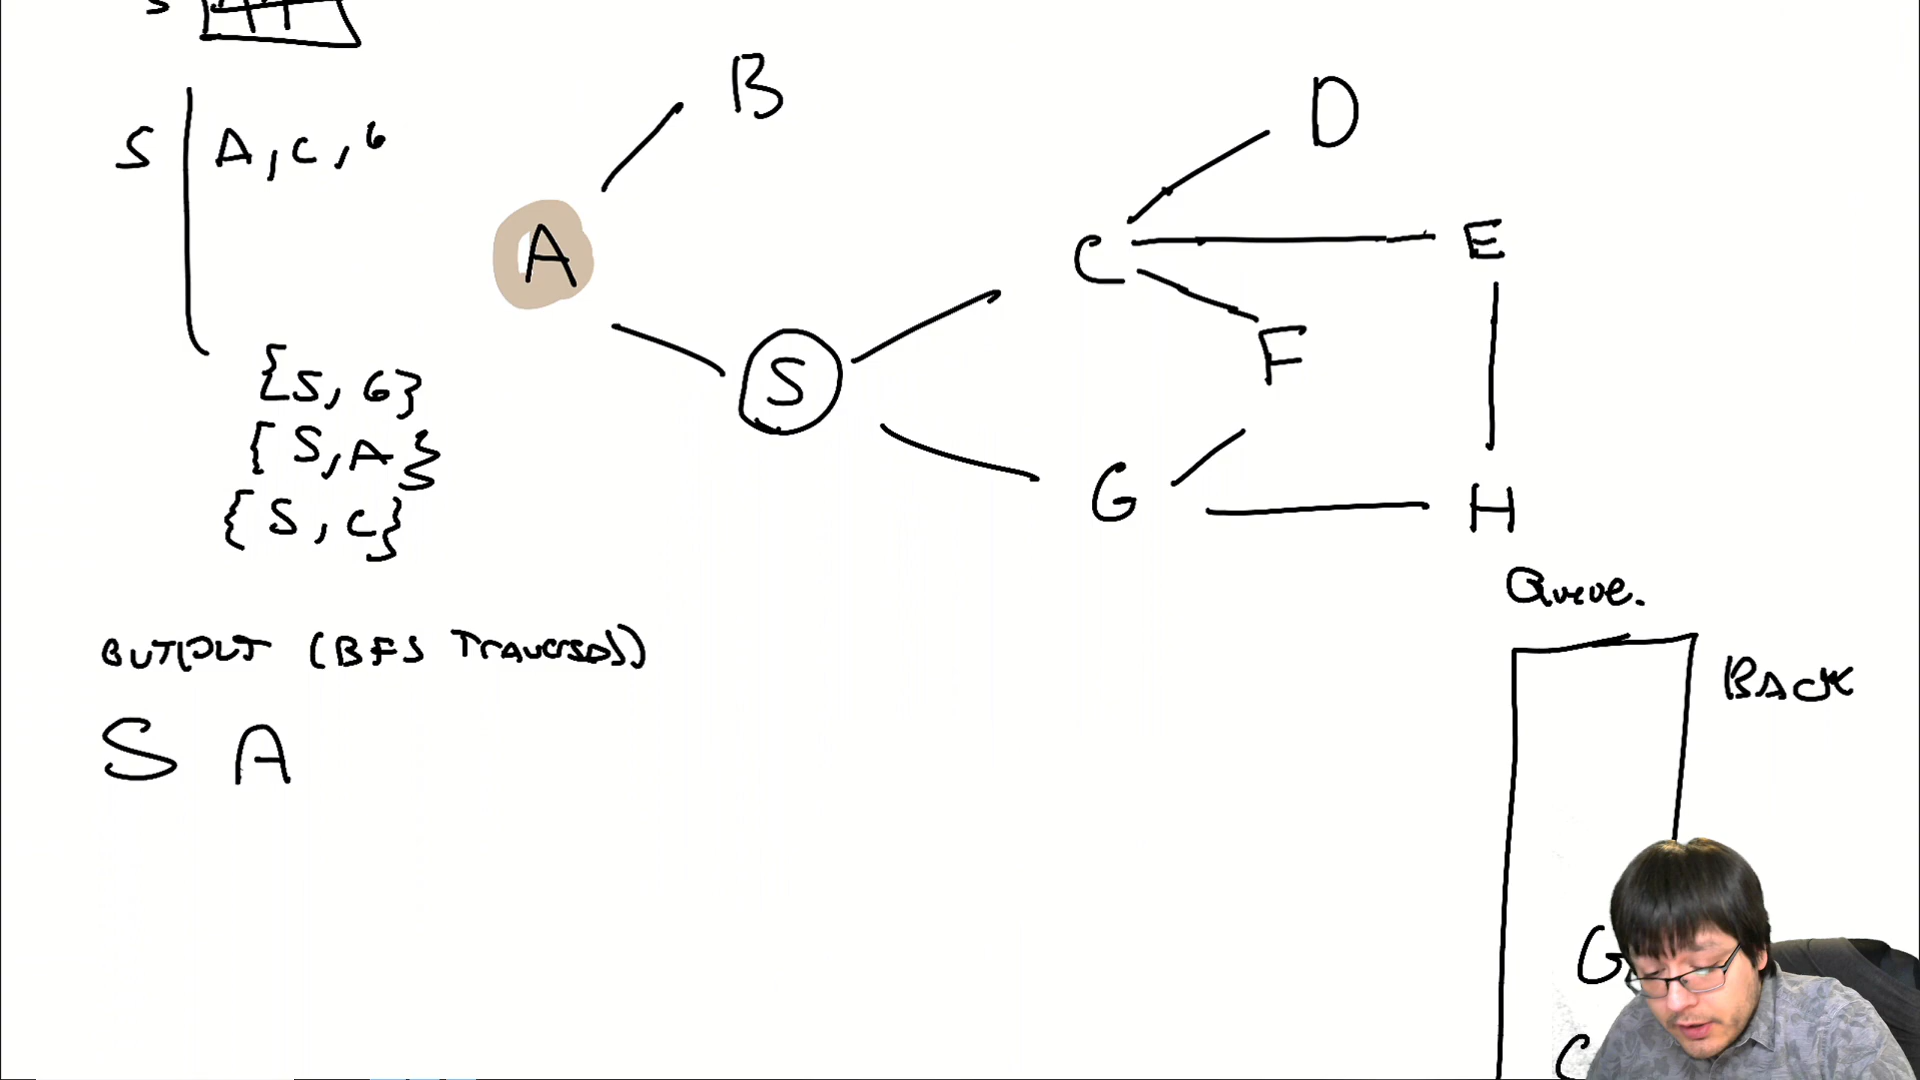 S
S A, C, G
B
D
A
C
E
F
S
{S, G}
{S, A}
{S, C}
G
H
Queue.
OUTPUT (BFS Traversal)
BACK
S A
G
C